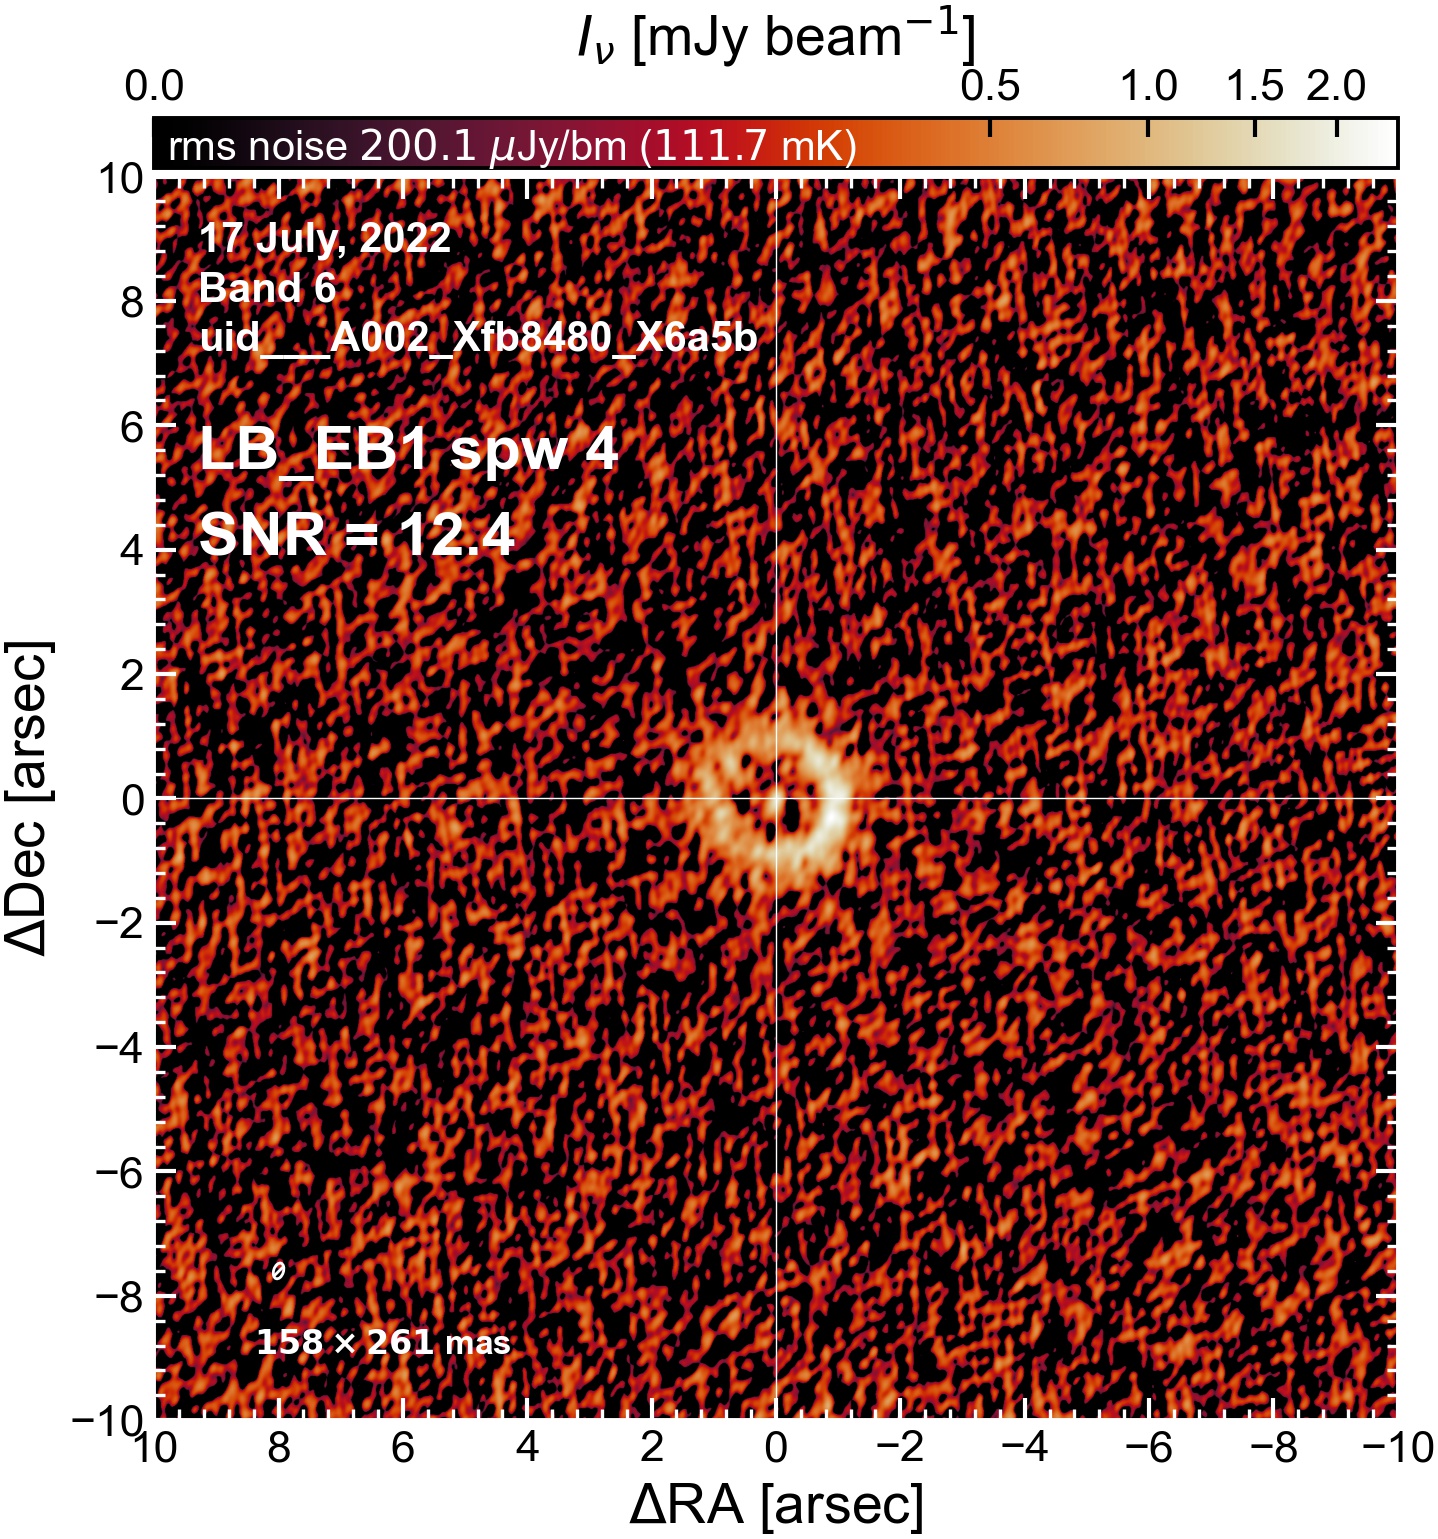 I_ν [mJy beam⁻¹]
0.0 0.5 1.0 1.5 2.0
rms noise 200.1 μJy/bm (111.7 mK)
17 July, 2022
Band 6
uid___A002_Xfb8480_X6a5b
LB_EB1 spw 4
SNR = 12.4
158 × 261 mas
10
8
6
4
2
0
−2
−4
−6
−8
−10
ΔDec [arsec]
10 8 6 4 2 0 −2 −4 −6 −8 −10
ΔRA [arsec]